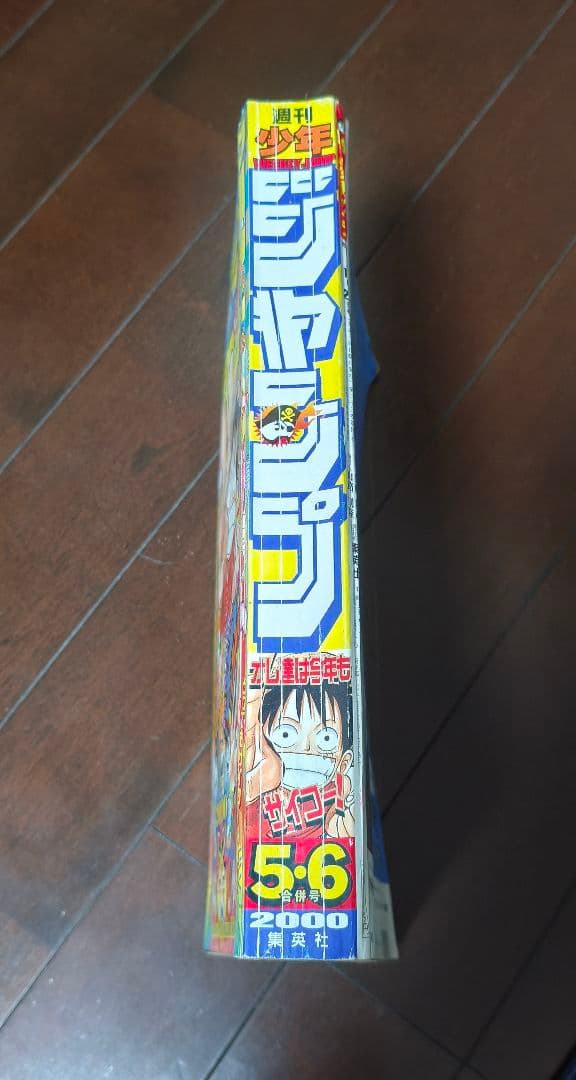 週刊
少年
ジャンプ
オレ達は今年も
サイコー!
5・6
合併号
2000
集英社